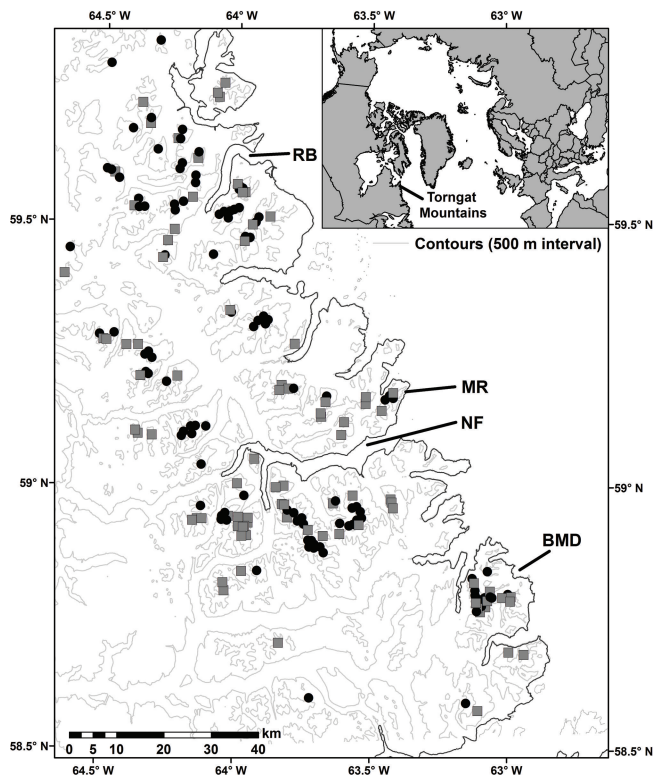 64.5° W 64° W 63.5° W 63° W
RB
Torngat
Mountains
59.5° N 59.5° N
Contours (500 m interval)
MR
NF
59° N 59° N
BMD
km
0 5 10 20 30 40
58.5° N 58.5° N
64.5° W 64° W 63.5° W 63° W